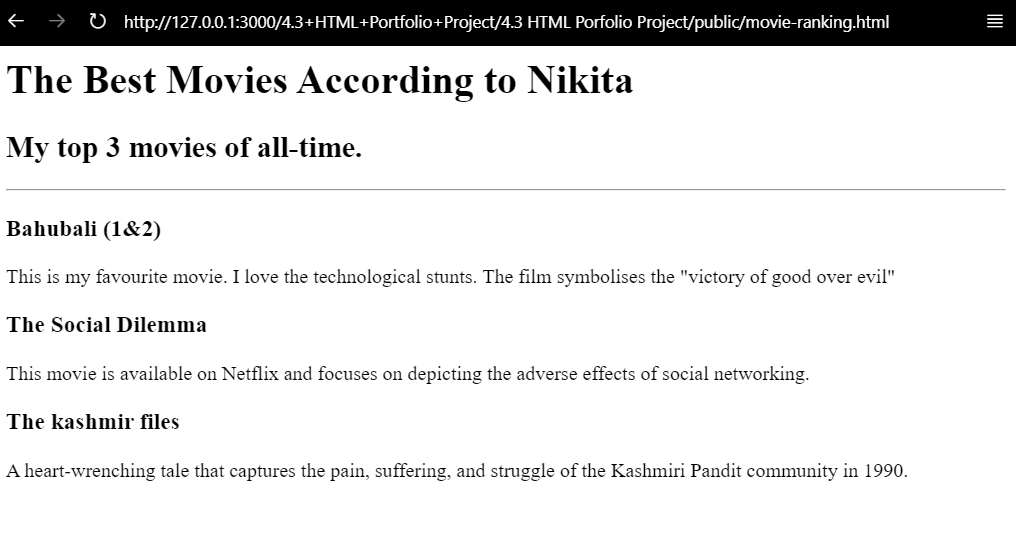 http://127.0.0.1:3000/4.3+HTML+Portfolio+Project/4.3 HTML Porfolio Project/public/movie-ranking.html
The Best Movies According to Nikita
My top 3 movies of all-time.
Bahubali (1&2)
This is my favourite movie. I love the technological stunts. The film symbolises the "victory of good over evil"
The Social Dilemma
This movie is available on Netflix and focuses on depicting the adverse effects of social networking.
The kashmir files
A heart-wrenching tale that captures the pain, suffering, and struggle of the Kashmiri Pandit community in 1990.